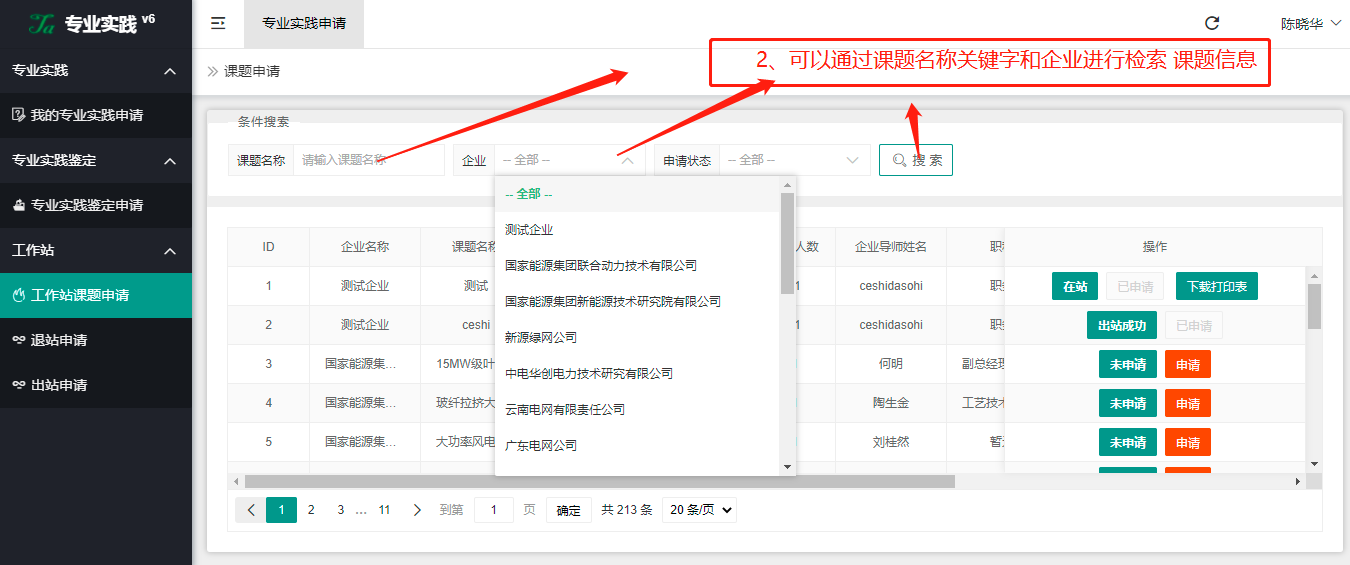 Ta 专业实践 v6
专业实践申请
陈晓华
2、可以通过课题名称关键字和企业进行检索 课题信息
专业实践
我的专业实践申请
专业实践鉴定
专业实践鉴定申请
工作站
工作站课题申请
退站申请
出站申请
课题申请
条件搜索
课题名称 请输入课题名称 企业 -- 全部 -- 申请状态 -- 全部 -- 搜 索
-- 全部 --
测试企业
国家能源集团联合动力技术有限公司
国家能源集团新能源技术研究院有限公司
新源绿网公司
中电华创电力技术研究有限公司
云南电网有限责任公司
广东电网公司
ID 企业名称 课题名 人数 企业导师姓名 职 操作
1 测试企业 测试 1 ceshidasohi 职 在站 已申请 下载打印表
2 测试企业 ceshi 1 ceshidasohi 职 出站成功 已申请
3 国家能源集... 15MW级叶 何明 副总经理 未申请 申请
4 国家能源集... 玻纤拉挤大 陶生金 工艺技 未申请 申请
5 国家能源集... 大功率风电 刘桂然 暂 未申请 申请
1 2 3 ... 11 到第 1 页 确定 共 213 条 20 条/页